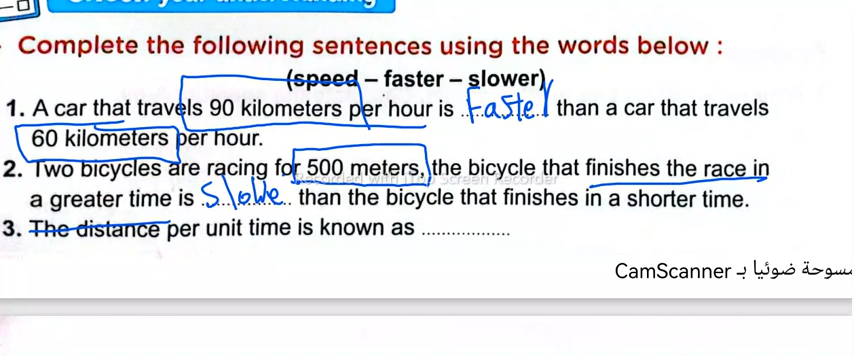 Complete the following sentences using the words below :
(speed – faster – slower)
1. A car that travels 90 kilometers per hour is Faster than a car that travels
60 kilometers per hour.
2. Two bicycles are racing for 500 meters, the bicycle that finishes the race in
a greater time is Slowe than the bicycle that finishes in a shorter time.
3. The distance per unit time is known as ..................
ضوئيا بـ CamScanner